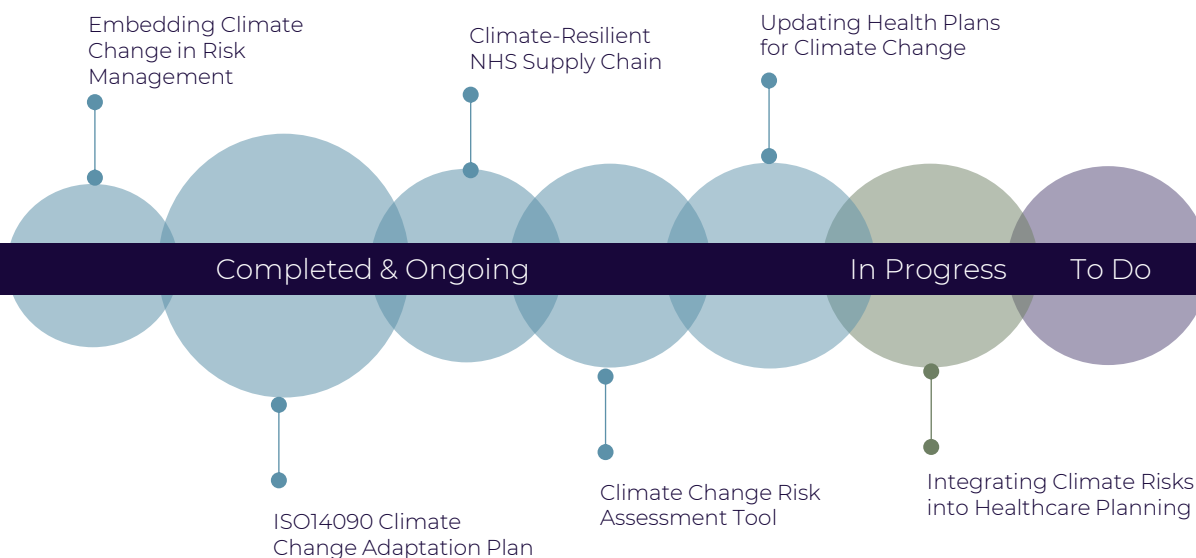 Embedding Climate
Change in Risk
Management
Climate-Resilient
NHS Supply Chain
Updating Health Plans
for Climate Change
Completed & Ongoing
In Progress
To Do
ISO14090 Climate
Change Adaptation Plan
Climate Change Risk
Assessment Tool
Integrating Climate Risks
into Healthcare Planning